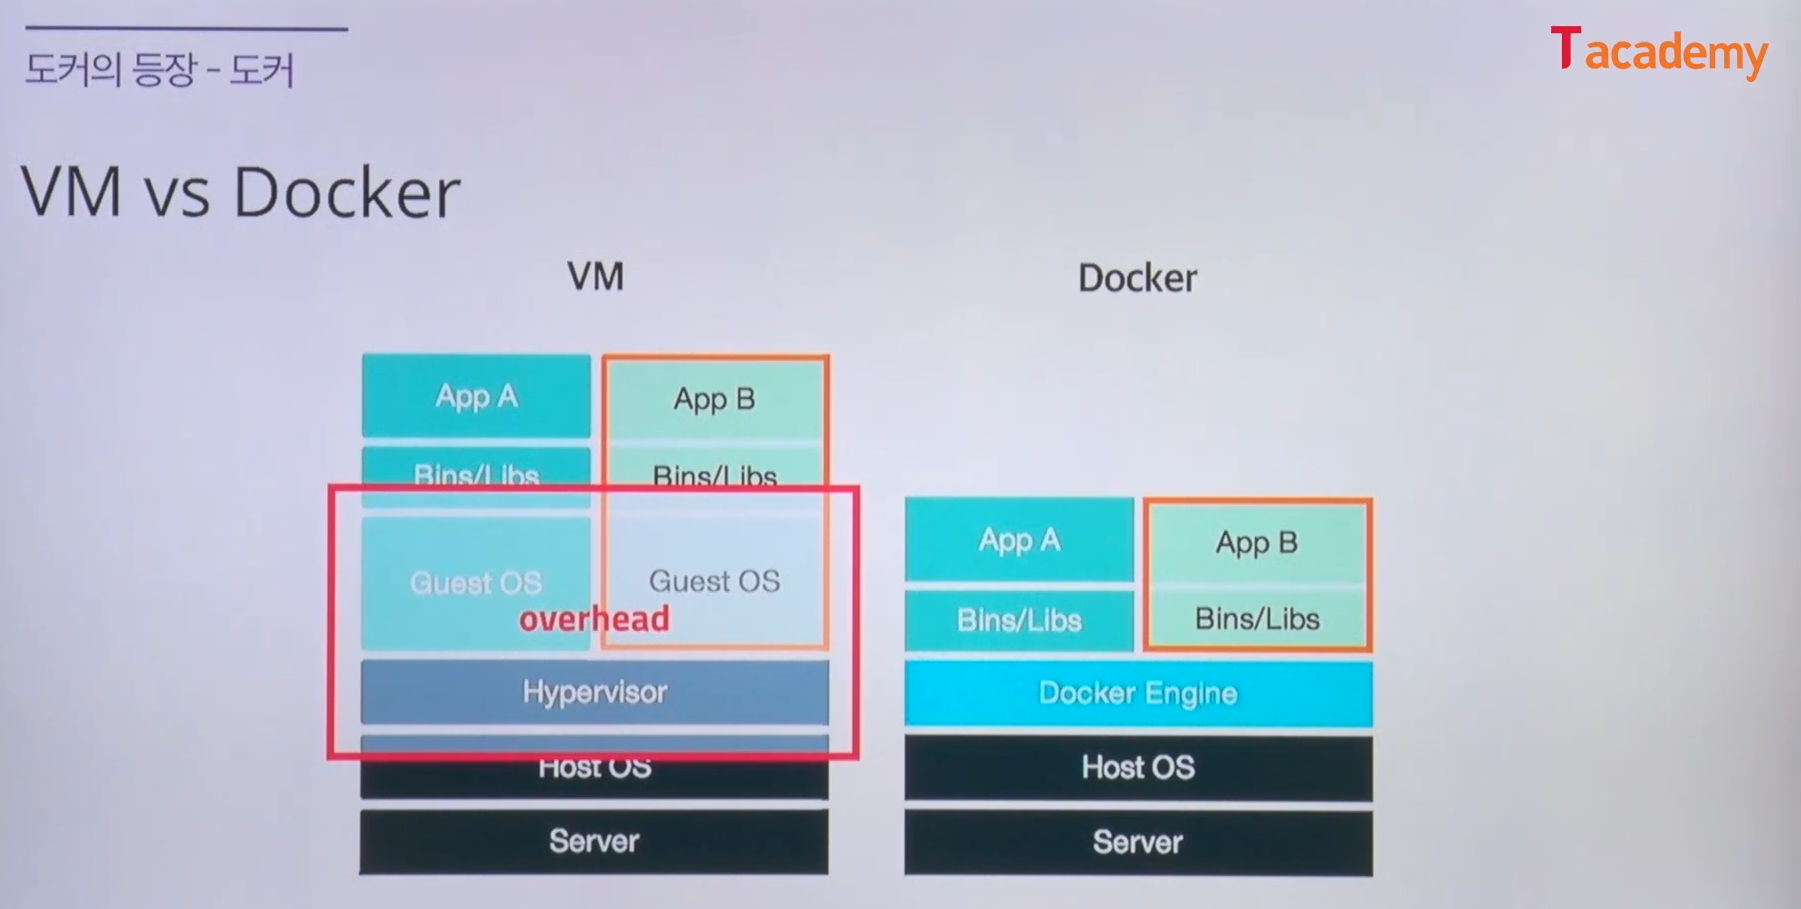 도커의 등장 - 도커
Tacademy
VM vs Docker
VM
Docker
App A
App B
Bins/Libs
Bins/Libs
Guest OS
Guest OS
overhead
Hypervisor
Host OS
Server
App A
App B
Bins/Libs
Bins/Libs
Docker Engine
Host OS
Server